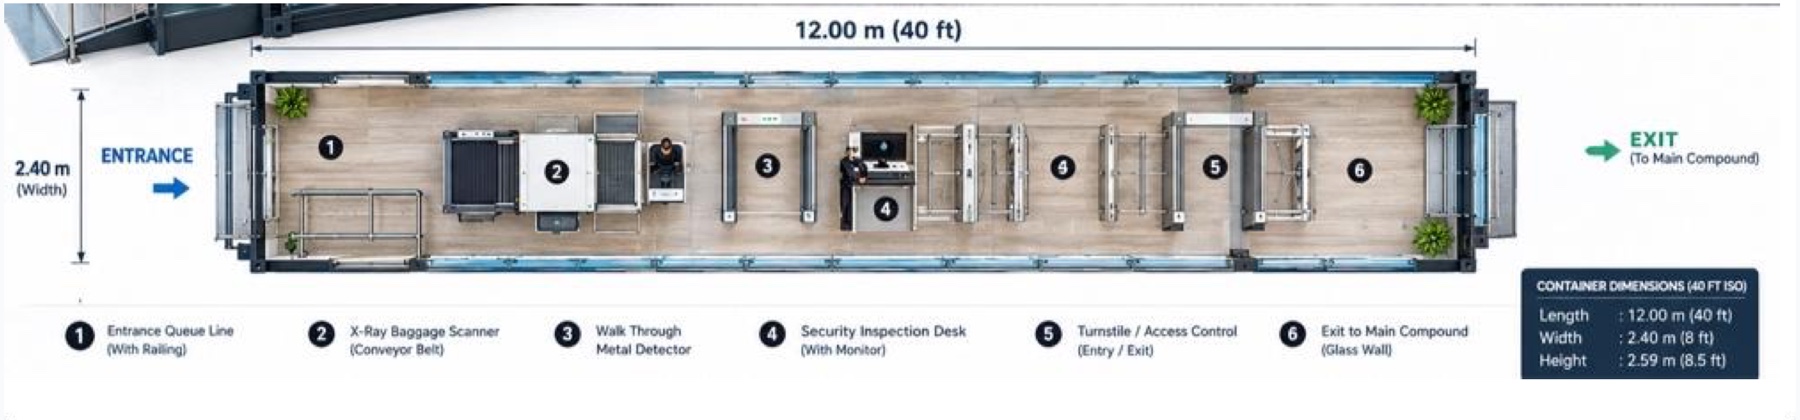 12.00 m (40 ft)
2.40 m
(Width)
ENTRANCE
1
2
3
4
4
5
6
EXIT
(To Main Compound)
1 Entrance Queue Line
(With Railing)
2 X-Ray Baggage Scanner
(Conveyor Belt)
3 Walk Through
Metal Detector
4 Security Inspection Desk
(With Monitor)
5 Turnstile / Access Control
(Entry / Exit)
6 Exit to Main Compound
(Glass Wall)
CONTAINER DIMENSIONS (40 FT ISO)
Length : 12.00 m (40 ft)
Width : 2.40 m (8 ft)
Height : 2.59 m (8.5 ft)